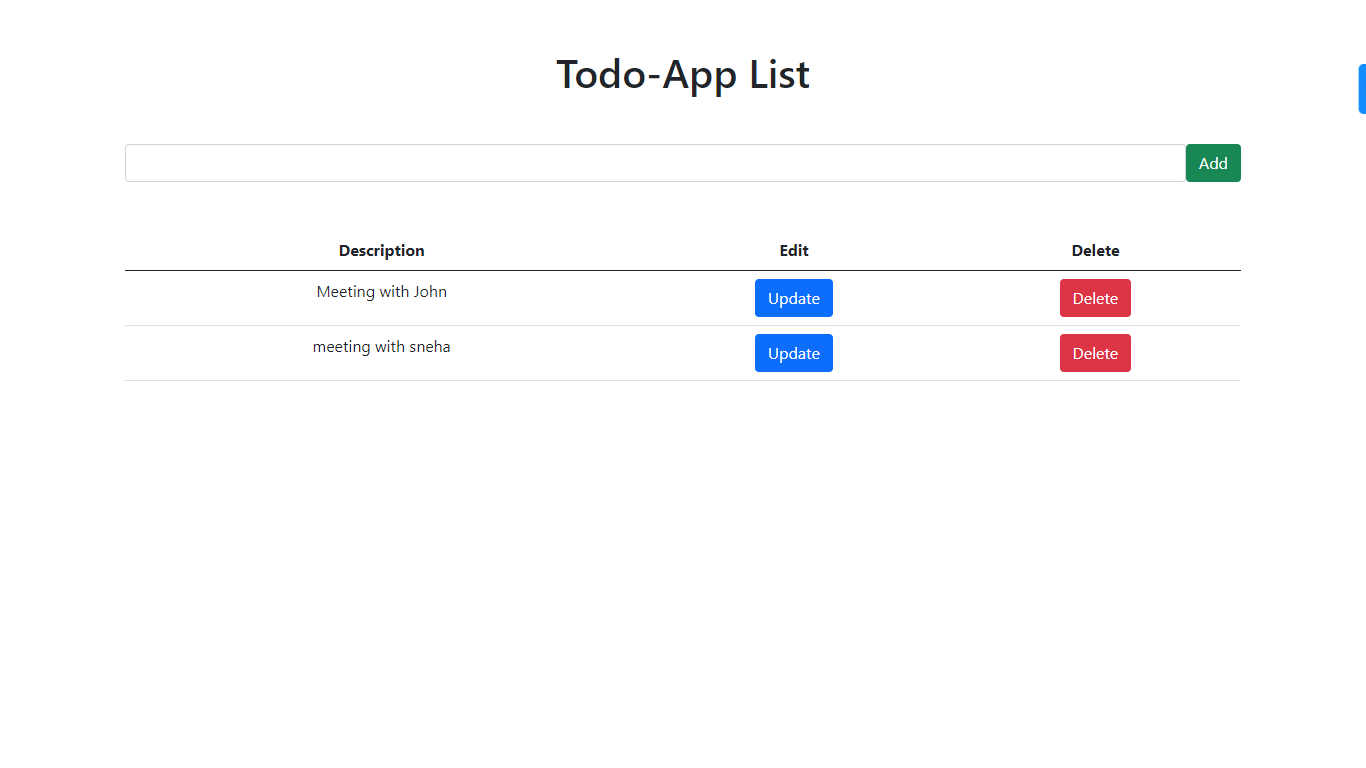 Todo-App List
Add
Description Edit Delete
Meeting with John Update Delete
meeting with sneha Update Delete